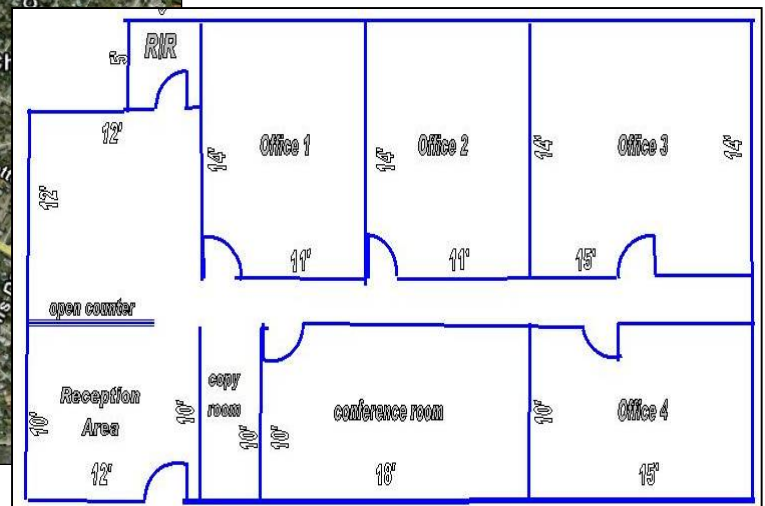 R/R
5'
12'
Office 1
Office 2
Office 3
14'
14'
14'
14'
12'
11'
11'
15'
open counter
copy
room
Reception
Area
conference room
Office 4
10'
10'
10'
10'
10'
12'
18'
15'